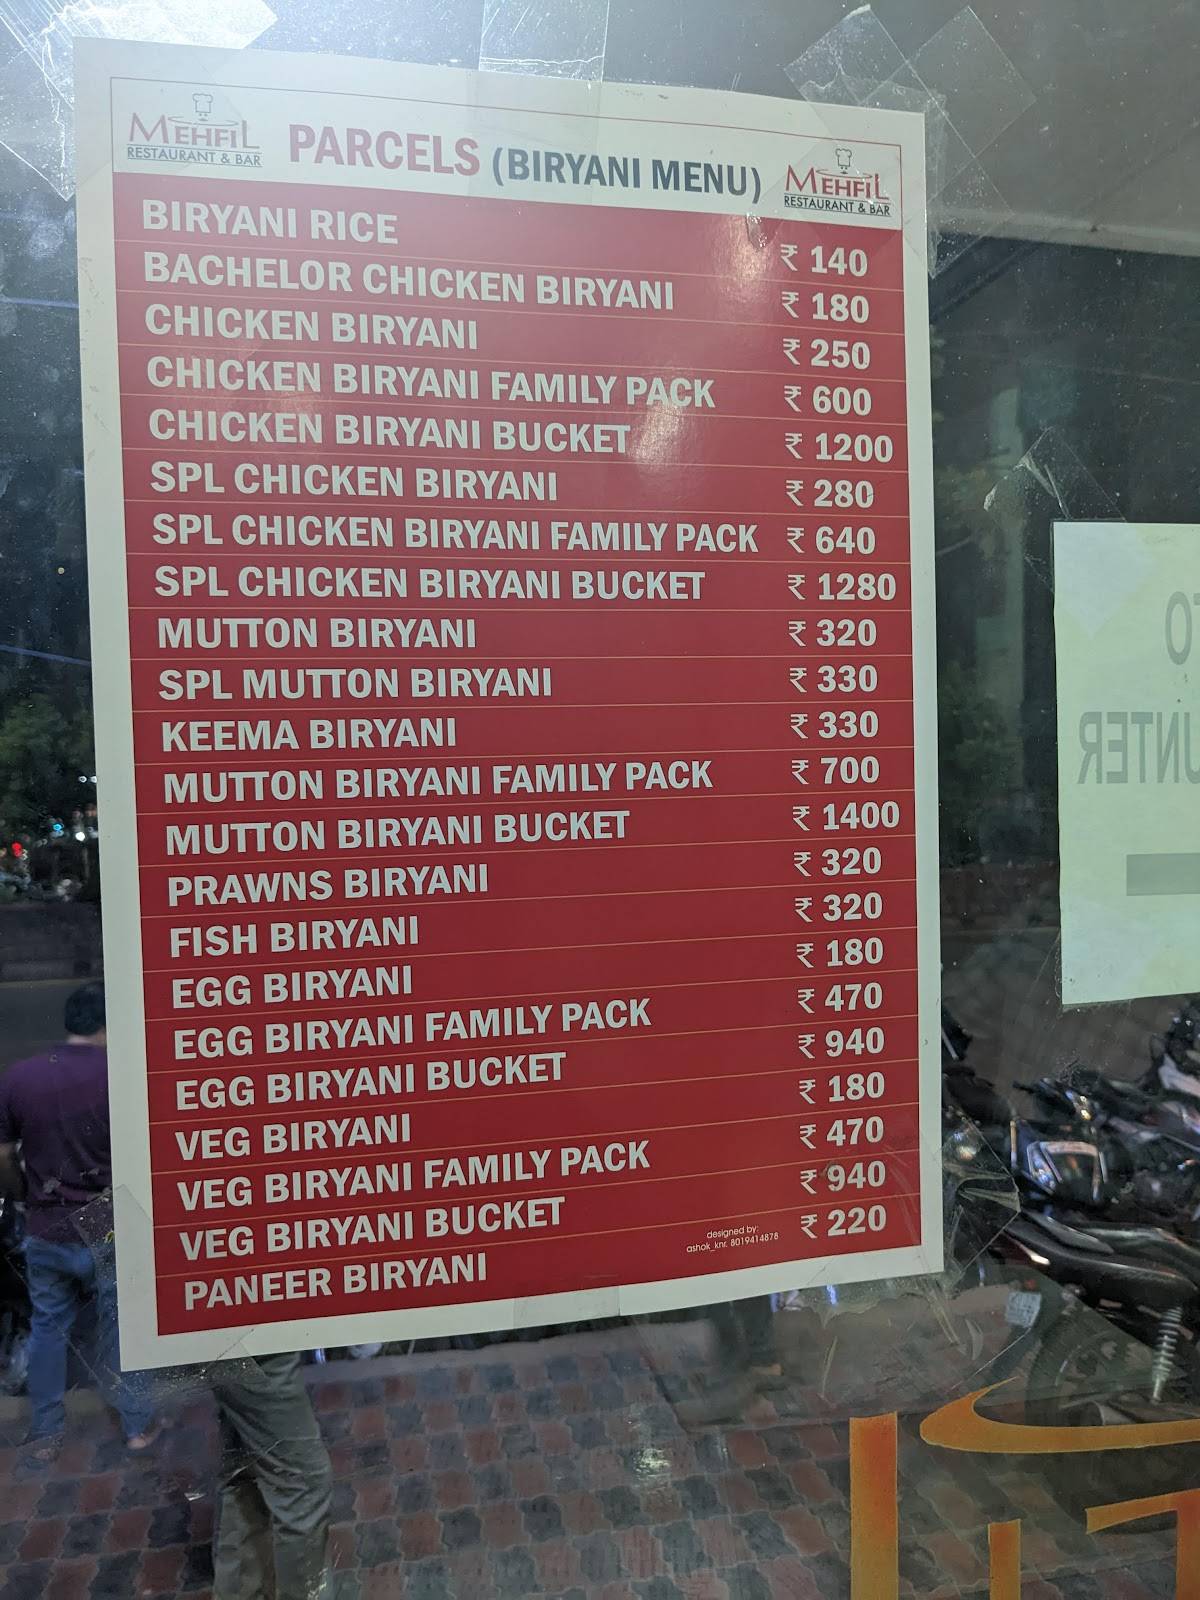 MEHFIL
RESTAURANT & BAR
PARCELS (BIRYANI MENU)
MEHFIL
RESTAURANT & BAR
BIRYANI RICE ₹ 140
BACHELOR CHICKEN BIRYANI ₹ 180
CHICKEN BIRYANI ₹ 250
CHICKEN BIRYANI FAMILY PACK ₹ 600
CHICKEN BIRYANI BUCKET ₹ 1200
SPL CHICKEN BIRYANI ₹ 280
SPL CHICKEN BIRYANI FAMILY PACK ₹ 640
SPL CHICKEN BIRYANI BUCKET ₹ 1280
MUTTON BIRYANI ₹ 320
SPL MUTTON BIRYANI ₹ 330
KEEMA BIRYANI ₹ 330
MUTTON BIRYANI FAMILY PACK ₹ 700
MUTTON BIRYANI BUCKET ₹ 1400
PRAWNS BIRYANI ₹ 320
FISH BIRYANI ₹ 320
EGG BIRYANI ₹ 180
EGG BIRYANI FAMILY PACK ₹ 470
EGG BIRYANI BUCKET ₹ 940
VEG BIRYANI ₹ 180
VEG BIRYANI FAMILY PACK ₹ 470
VEG BIRYANI BUCKET ₹ 940
PANEER BIRYANI ₹ 220
designed by:
ashok_knr. 8019414878